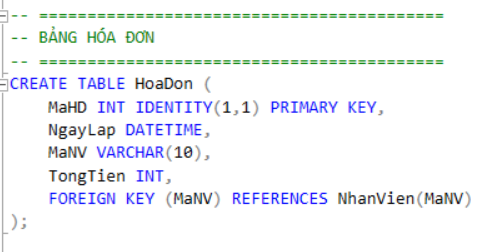 -- ==========================================
-- BẢNG HÓA ĐƠN
-- ==========================================
CREATE TABLE HoaDon (
    MaHD INT IDENTITY(1,1) PRIMARY KEY,
    NgayLap DATETIME,
    MaNV VARCHAR(10),
    TongTien INT,
    FOREIGN KEY (MaNV) REFERENCES NhanVien(MaNV)
);